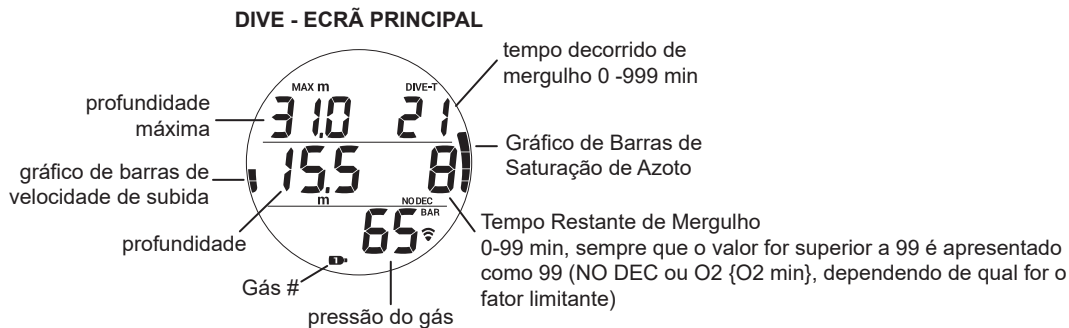 DIVE - ECRÃ PRINCIPAL
tempo decorrido de
mergulho 0 -999 min
MAX m
DIVE-T
profundidade
máxima
31.0
21
Gráfico de Barras de
Saturação de Azoto
gráfico de barras de
velocidade de subida
15.5
8
m
NO DEC
profundidade
65
BAR
Tempo Restante de Mergulho
0-99 min, sempre que o valor for superior a 99 é apresentado
como 99 (NO DEC ou O2 {O2 min}, dependendo de qual for o
fator limitante)
1
Gás #
pressão do gás